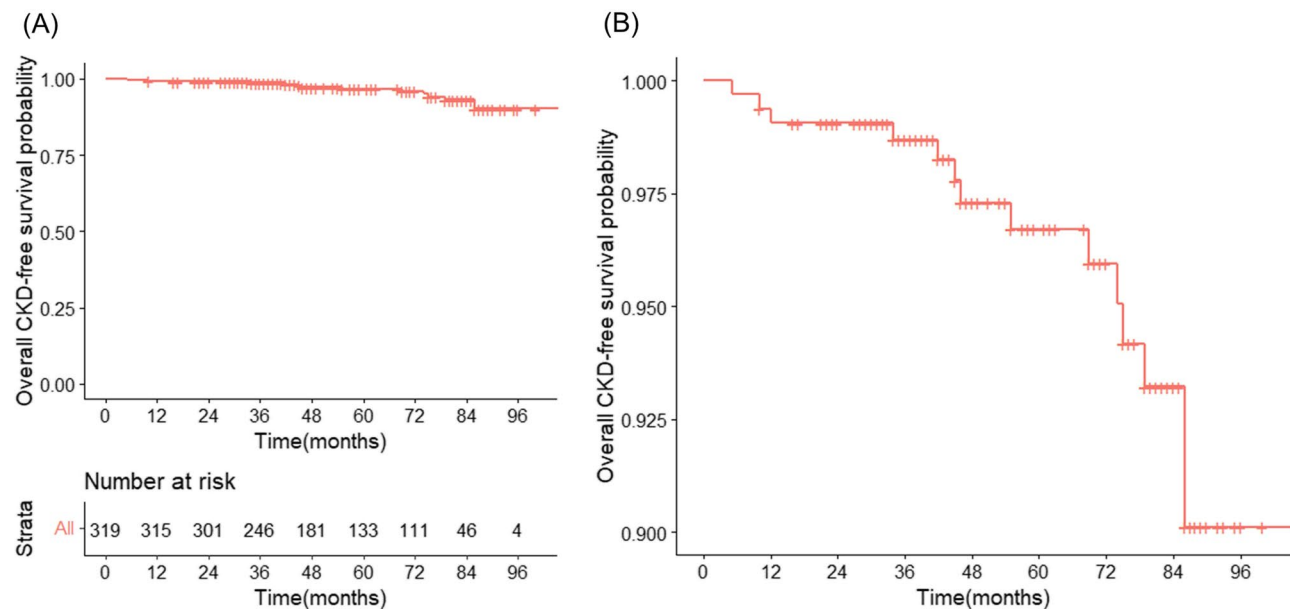 (A)
Overall CKD-free survival probability
1.00
0.75
0.50
0.25
0.00
0 12 24 36 48 60 72 84 96
Time(months)
Number at risk
Strata
All 319 315 301 246 181 133 111 46 4
0 12 24 36 48 60 72 84 96
Time(months)
(B)
Overall CKD-free survival probability
1.000
0.975
0.950
0.925
0.900
0 12 24 36 48 60 72 84 96
Time(months)